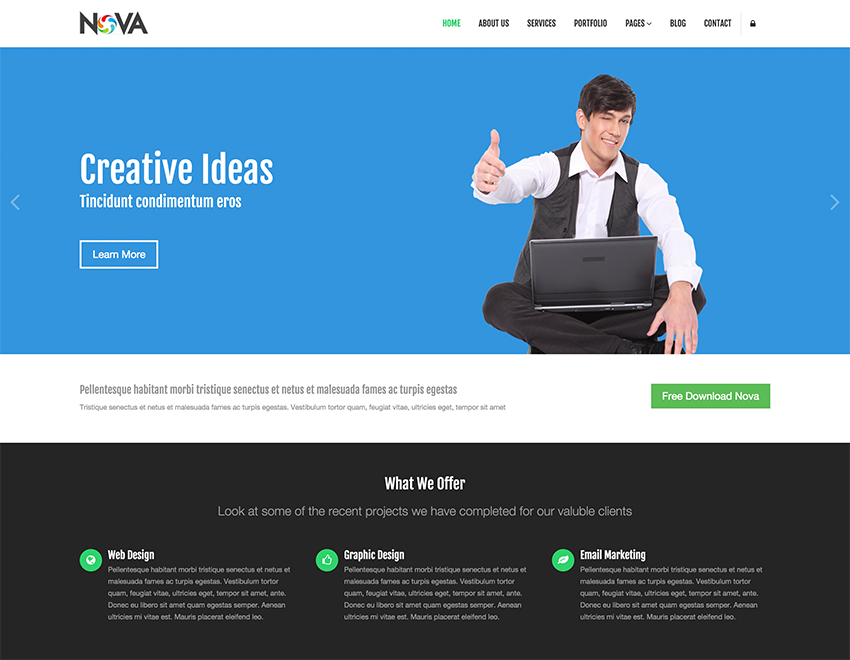 NOVA
HOME ABOUT US SERVICES PORTFOLIO PAGES BLOG CONTACT
Creative Ideas
Tincidunt condimentum eros
Learn More
Pellentesque habitant morbi tristique senectus et netus et malesuada fames ac turpis egestas
Tristique senectus et netus et malesuada fames ac turpis egestas. Vestibulum tortor quam, feugiat vitae, ultricies eget, tempor sit amet
Free Download Nova
What We Offer
Look at some of the recent projects we have completed for our valuble clients
Web Design
Pellentesque habitant morbi tristique senectus et netus et
malesuada fames ac turpis egestas. Vestibulum tortor
quam, feugiat vitae, ultricies eget, tempor sit amet, ante.
Donec eu libero sit amet quam egestas semper. Aenean
ultricies mi vitae est. Mauris placerat eleifend leo.
Graphic Design
Pellentesque habitant morbi tristique senectus et netus et
malesuada fames ac turpis egestas. Vestibulum tortor
quam, feugiat vitae, ultricies eget, tempor sit amet, ante.
Donec eu libero sit amet quam egestas semper. Aenean
ultricies mi vitae est. Mauris placerat eleifend leo.
Email Marketing
Pellentesque habitant morbi tristique senectus et netus et
malesuada fames ac turpis egestas. Vestibulum tortor
quam, feugiat vitae, ultricies eget, tempor sit amet, ante.
Donec eu libero sit amet quam egestas semper. Aenean
ultricies mi vitae est. Mauris placerat eleifend leo.